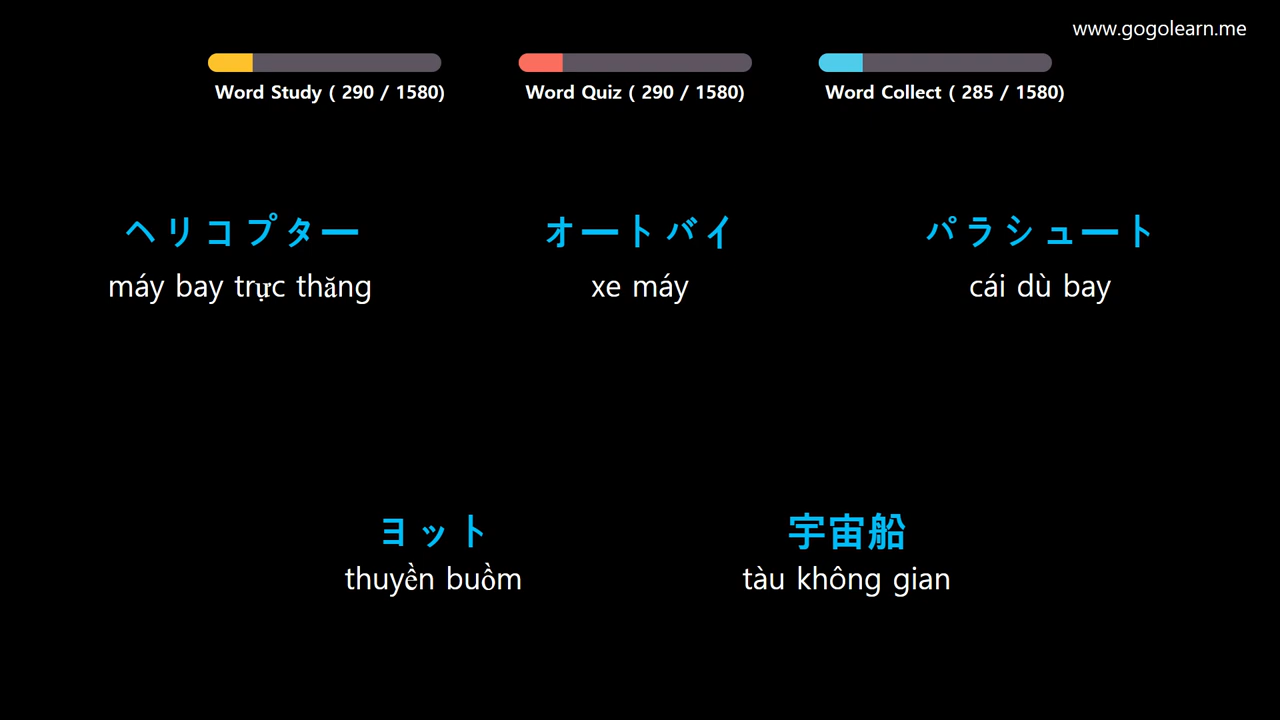 www.gogolearn.me
Word Study ( 290 / 1580)
Word Quiz ( 290 / 1580)
Word Collect ( 285 / 1580)
ヘリコプター
máy bay trực thăng
オートバイ
xe máy
パラシュート
cái dù bay
ヨット
thuyền buồm
宇宙船
tàu không gian